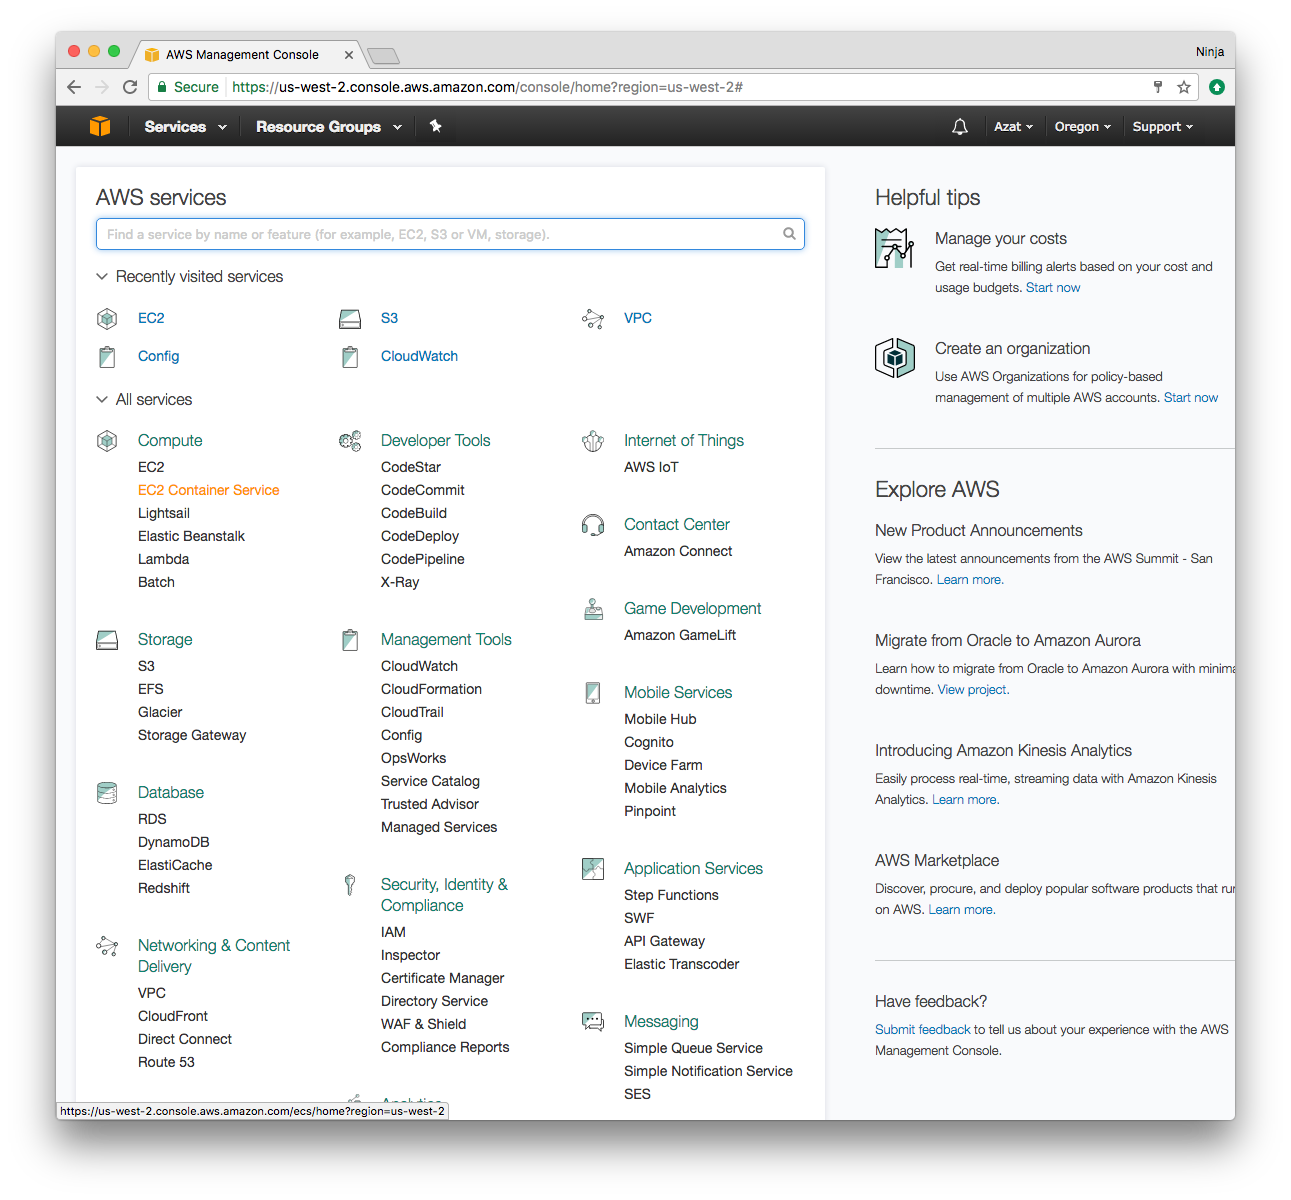 AWS Management Console
Ninja
Secure https://us-west-2.console.aws.amazon.com/console/home?region=us-west-2#
Services Resource Groups Azat Oregon Support
AWS services
Find a service by name or feature (for example, EC2, S3 or VM, storage).
Recently visited services
EC2 S3 VPC
Config CloudWatch
All services
Compute
EC2
EC2 Container Service
Lightsail
Elastic Beanstalk
Lambda
Batch
Storage
S3
EFS
Glacier
Storage Gateway
Database
RDS
DynamoDB
ElastiCache
Redshift
Networking & Content
Delivery
VPC
CloudFront
Direct Connect
Route 53
Developer Tools
CodeStar
CodeCommit
CodeBuild
CodeDeploy
CodePipeline
X-Ray
Management Tools
CloudWatch
CloudFormation
CloudTrail
Config
OpsWorks
Service Catalog
Trusted Advisor
Managed Services
Security, Identity &
Compliance
IAM
Inspector
Certificate Manager
Directory Service
WAF & Shield
Compliance Reports
Analytics
Internet of Things
AWS IoT
Contact Center
Amazon Connect
Game Development
Amazon GameLift
Mobile Services
Mobile Hub
Cognito
Device Farm
Mobile Analytics
Pinpoint
Application Services
Step Functions
SWF
API Gateway
Elastic Transcoder
Messaging
Simple Queue Service
Simple Notification Service
SES
Helpful tips
Manage your costs
Get real-time billing alerts based on your cost and
usage budgets. Start now
Create an organization
Use AWS Organizations for policy-based
management of multiple AWS accounts. Start now
Explore AWS
New Product Announcements
View the latest announcements from the AWS Summit - San
Francisco. Learn more.
Migrate from Oracle to Amazon Aurora
Learn how to migrate from Oracle to Amazon Aurora with minima
downtime. View project.
Introducing Amazon Kinesis Analytics
Easily process real-time, streaming data with Amazon Kinesis
Analytics. Learn more.
AWS Marketplace
Discover, procure, and deploy popular software products that run
on AWS. Learn more.
Have feedback?
Submit feedback to tell us about your experience with the AWS
Management Console.
https://us-west-2.console.aws.amazon.com/ecs/home?region=us-west-2